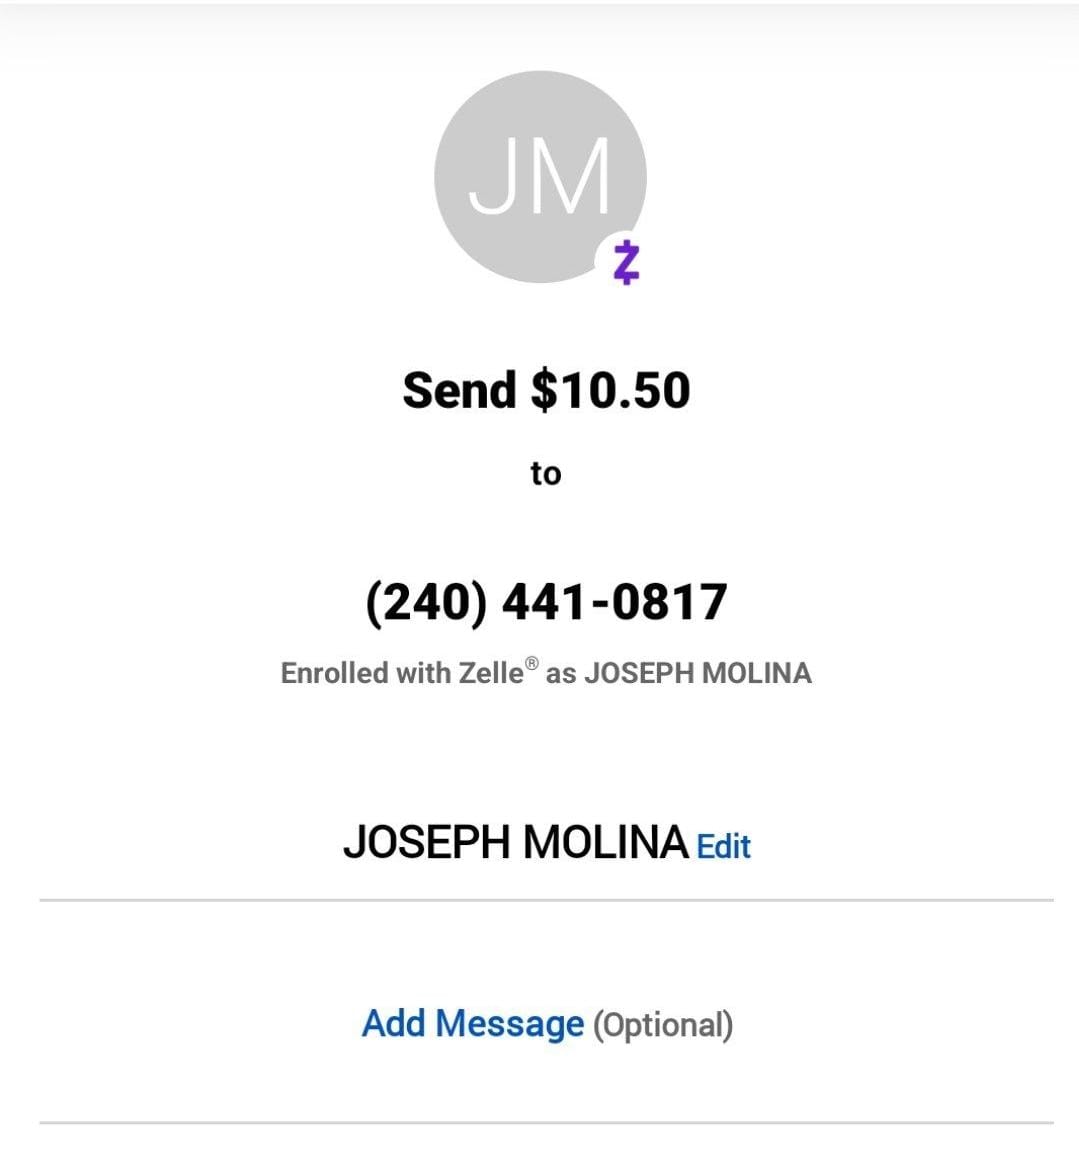 JM
Send $10.50
to
(240) 441-0817
Enrolled with Zelle® as JOSEPH MOLINA
JOSEPH MOLINA Edit
Add Message (Optional)